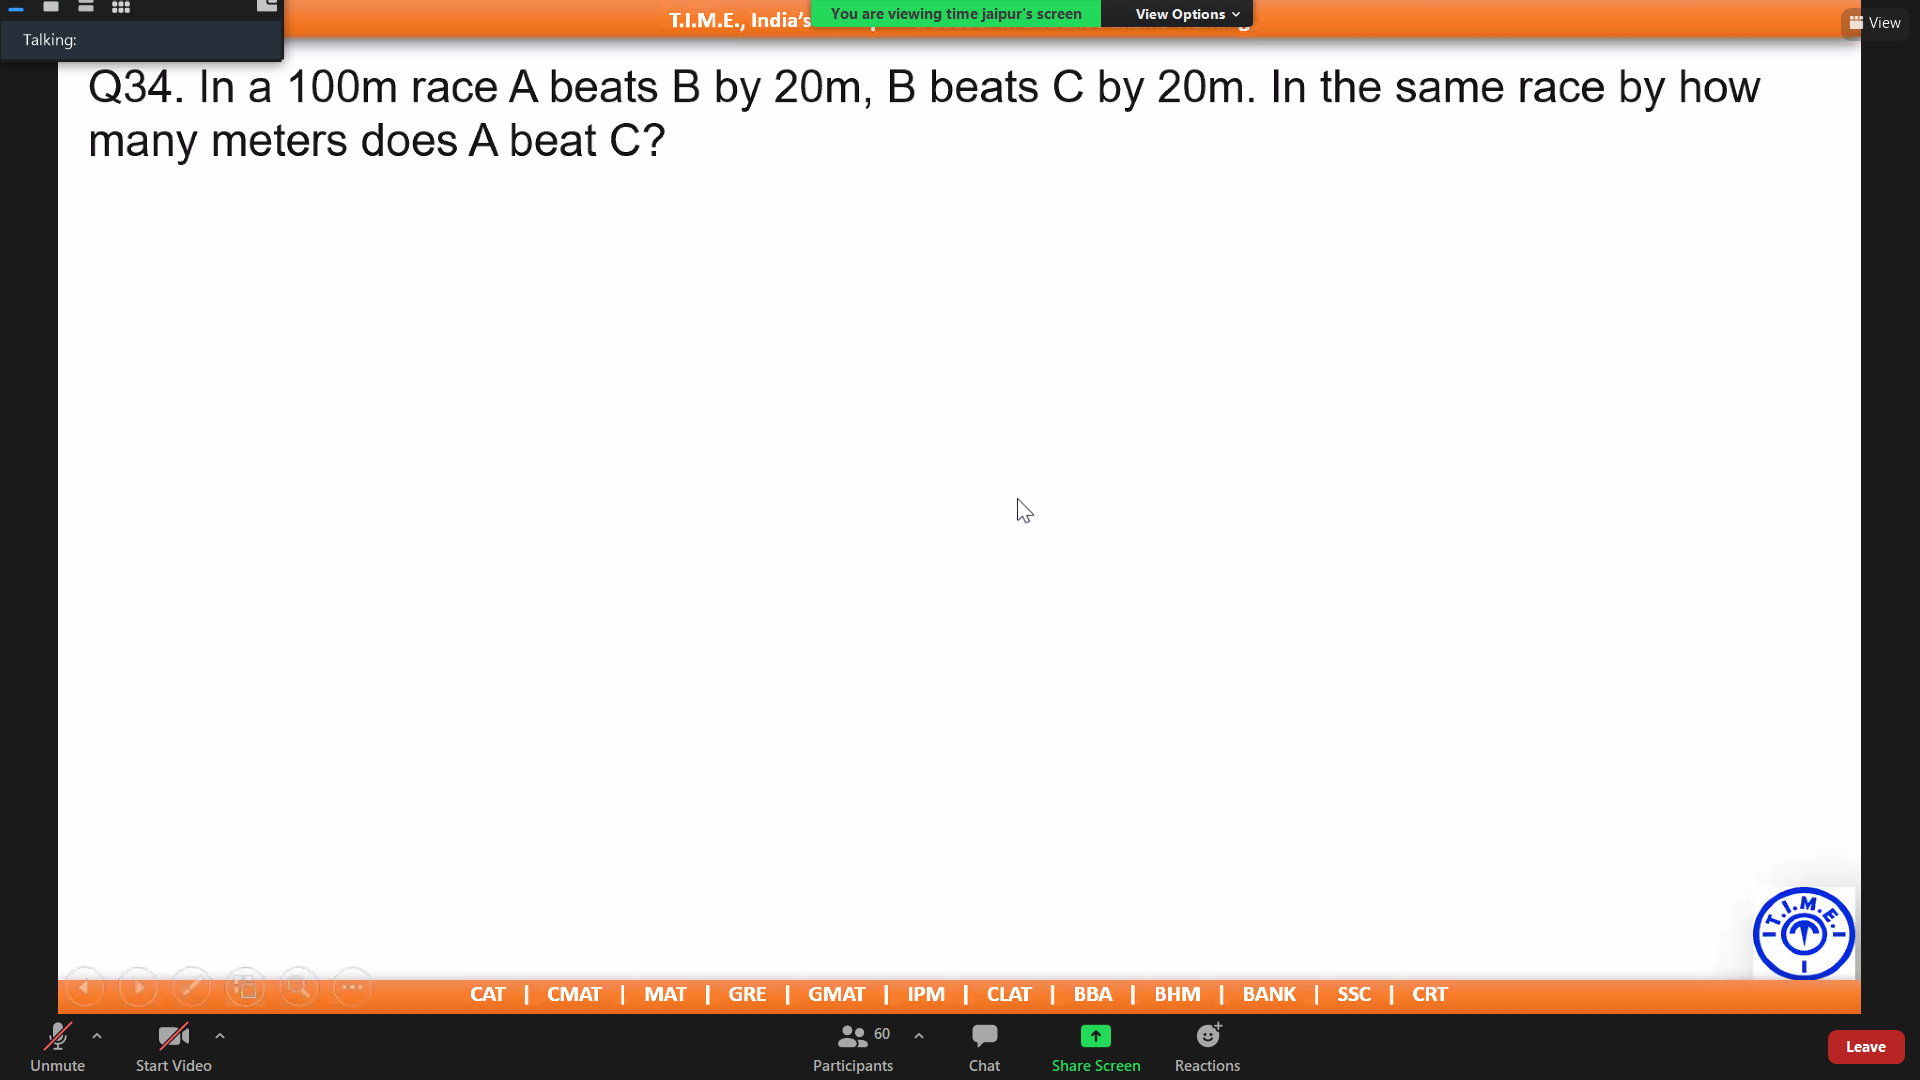 T.I.M.E., India's
You are viewing time jaipur's screen
View Options
View
Talking:
Q34. In a 100m race A beats B by 20m, B beats C by 20m. In the same race by how
many meters does A beat C?
T.I.M.E.
CAT | CMAT | MAT | GRE | GMAT | IPM | CLAT | BBA | BHM | BANK | SSC | CRT
60
Unmute
Start Video
Participants
Chat
Share Screen
Reactions
Leave